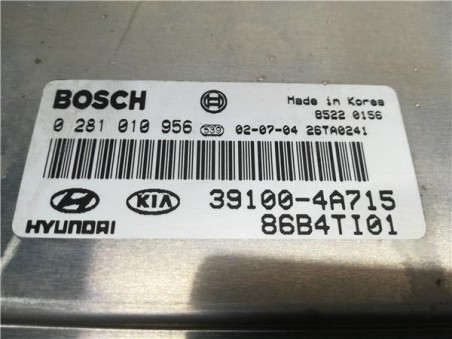 BOSCH Made in Korea
8522 0156
0 281 010 956 539 02-07-04 26TA0241
HYUNDAI KIA 39100-4A715
86B4TI01